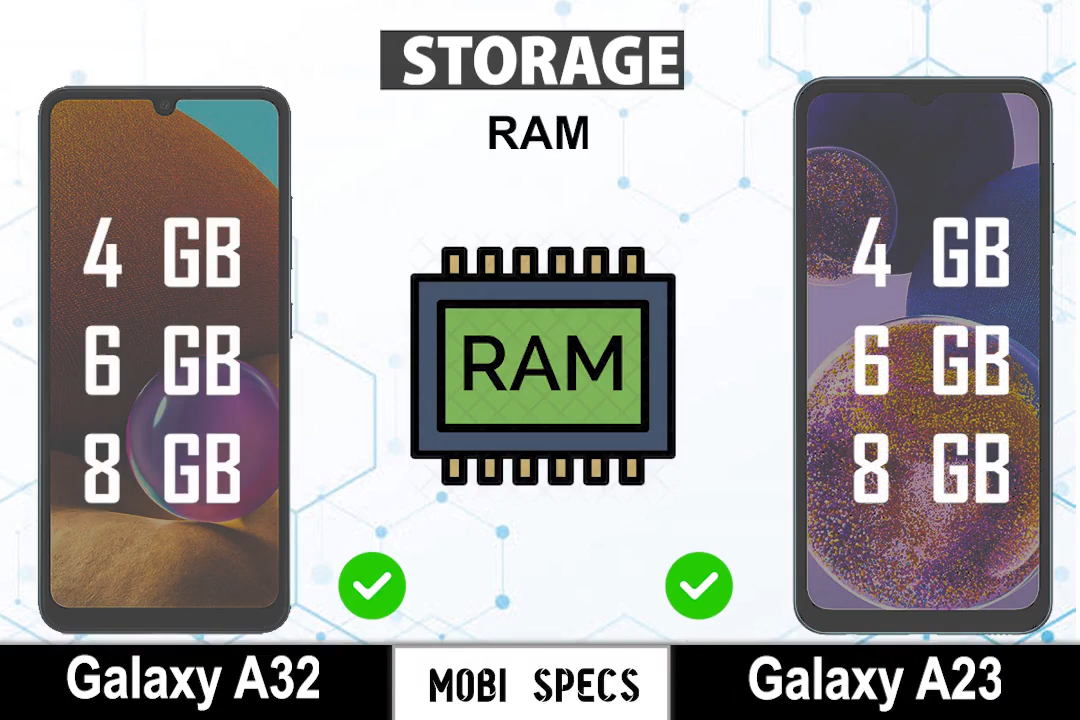 STORAGE
RAM
4 GB
6 GB
8 GB
RAM
4 GB
6 GB
8 GB
Galaxy A32
MOBI SPECS
Galaxy A23